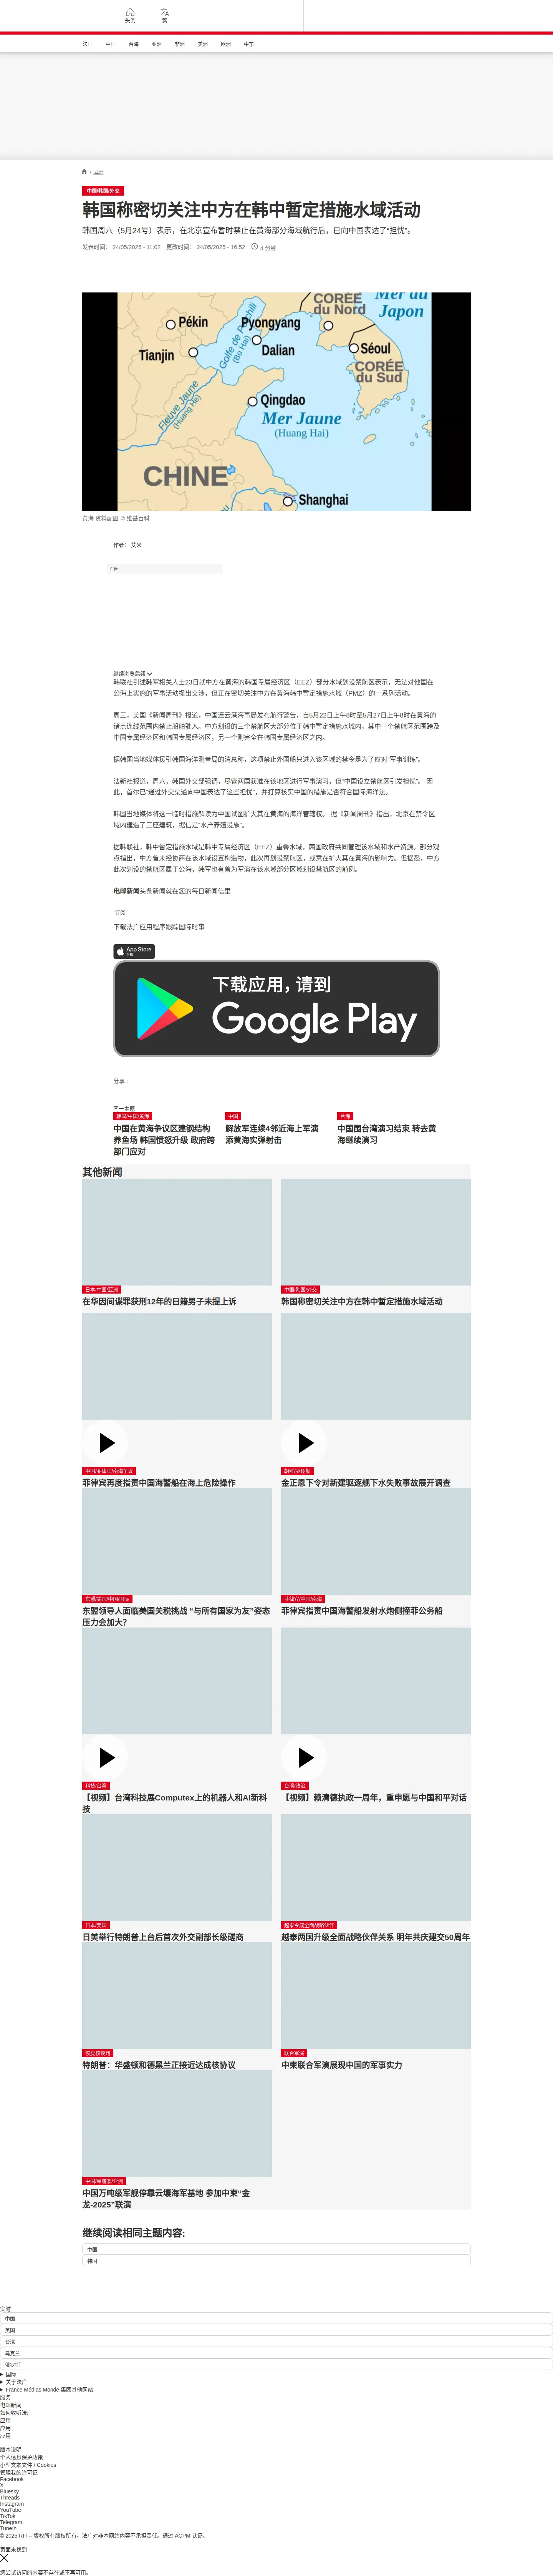 头条
繁
法国
中国
台海
亚洲
非洲
美洲
欧洲
中东
/ 亚洲
中国/韩国/外交
韩国称密切关注中方在韩中暂定措施水域活动
韩国周六（5月24号）表示，在北京宣布暂时禁止在黄海部分海域航行后，已向中国表达了“担忧”。
发表时间： 24/05/2025 - 11:02 更改时间： 24/05/2025 - 16:52 4 分钟
CORÉE
du Nord
Mer du
Japon
Pékin
Pyongyang
Golfe de Petchili
(Bo Hai)
Tianjin
Dalian
Séoul
CORÉE
du Sud
Fleuve Jaune
(Huang He)
Qingdao
Mer Jaune
(Huang Hai)
CHINE
Shanghai
黄海 资料配图 © 维基百科
作者： 艾米
广告
继续浏览后续
韩联社引述韩军相关人士23日就中方在黄海的韩国专属经济区（EEZ）部分水域划设禁航区表示，无法对他国在
公海上实施的军事活动提出交涉，但正在密切关注中方在黄海韩中暂定措施水域（PMZ）的一系列活动。
周三，美国《新闻周刊》报道，中国连云港海事局发布航行警告，自5月22日上午8时至5月27日上午8时在黄海的
诸点连线范围内禁止船舶驶入。中方划设的三个禁航区大部分位于韩中暂定措施水域内，其中一个禁航区范围跨及
中国专属经济区和韩国专属经济区，另一个则完全在韩国专属经济区之内。
据韩国当地媒体援引韩国海洋测量局的消息称，这项禁止外国船只进入该区域的禁令是为了应对“军事训练”。
法新社报道，周六，韩国外交部强调，尽管两国获准在该地区进行军事演习，但“中国设立禁航区引发担忧”。 因
此，首尔已“通过外交渠道向中国表达了这些担忧”，并打算核实中国的措施是否符合国际海洋法。
韩国当地媒体将这一临时措施解读为中国试图扩大其在黄海的海洋管辖权。 据《新闻周刊》指出，北京在禁令区
域内建造了三座建筑，据信是“水产养殖设施”。
据韩联社，韩中暂定措施水域是韩中专属经济区（EEZ）重叠水域，两国政府共同管理该水域和水产资源。部分观
点指出，中方曾未经协商在该水域设置构造物，此次再划设禁航区，或意在扩大其在黄海的影响力。但据悉，中方
此次划设的禁航区属于公海，韩军也有曾为军演在该水域部分区域划设禁航区的前例。
电邮新闻头条新闻就在您的每日新闻信里
订阅
下载法广应用程序跟踪国际时事
App Store
下载
下载应用，请到
Google Play
分享 :
同一主题
韩国/中国/黄海
中国在黄海争议区建钢结构
养鱼场 韩国愤怒升级 政府跨
部门应对
中国
解放军连续4邻近海上军演
添黄海实弹射击
台海
中国围台湾演习结束 转去黄
海继续演习
其他新闻
日本/中国/亚洲
在华因间谍罪获刑12年的日籍男子未提上诉
中国/韩国/外交
韩国称密切关注中方在韩中暂定措施水域活动
中国/菲律宾/南海争议
菲律宾再度指责中国海警船在海上危险操作
朝鲜/驱逐舰
金正恩下令对新建驱逐舰下水失败事故展开调查
东盟/美国/中国/国际
东盟领导人面临美国关税挑战 “与所有国家为友”姿态
压力会加大?
菲律宾/中国/南海
菲律宾指责中国海警船发射水炮侧撞菲公务船
科技/台湾
【视频】台湾科技展Computex上的机器人和AI新科
技
台湾/政治
【视频】赖清德执政一周年，重申愿与中国和平对话
日本/美国
日美举行特朗普上台后首次外交副部长级磋商
越泰今成全面战略伙伴
越泰两国升级全面战略伙伴关系 明年共庆建交50周年
恢复核谈判
特朗普：华盛顿和德黑兰正接近达成核协议
联合军演
中柬联合军演展现中国的军事实力
中国/柬埔寨/亚洲
中国万吨级军舰停靠云壤海军基地 参加中柬“金
龙-2025”联演
继续阅读相同主题内容:
中国
韩国
实时
中国
美国
台湾
乌克兰
俄罗斯
国际
关于法广
France Médias Monde 集团其他网站
服务
电邮新闻
如何收听法广
应用
应用
应用
版本说明
个人信息保护政策
小型文本文件 / Cookies
管理我的许可证
Facebook
X
Bluesky
Threads
Instagram
YouTube
TikTok
Telegram
TuneIn
© 2025 RFI – 版权所有版权所有。法广对非本网站内容不承担责任。通过 ACPM 认证。
页面未找到
您尝试访问的内容不存在或不再可用。